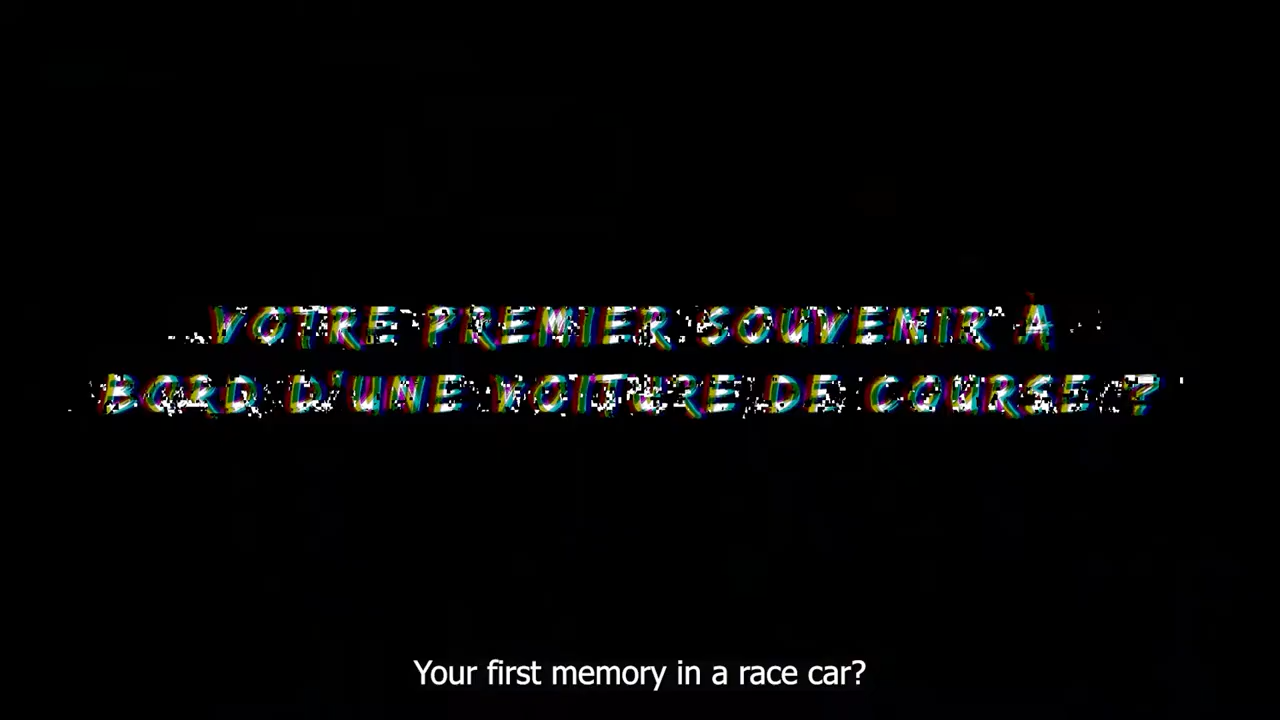 VOTRE PREMIER SOUVENIR À
BORD D'UNE VOITURE DE COURSE ?
Your first memory in a race car?